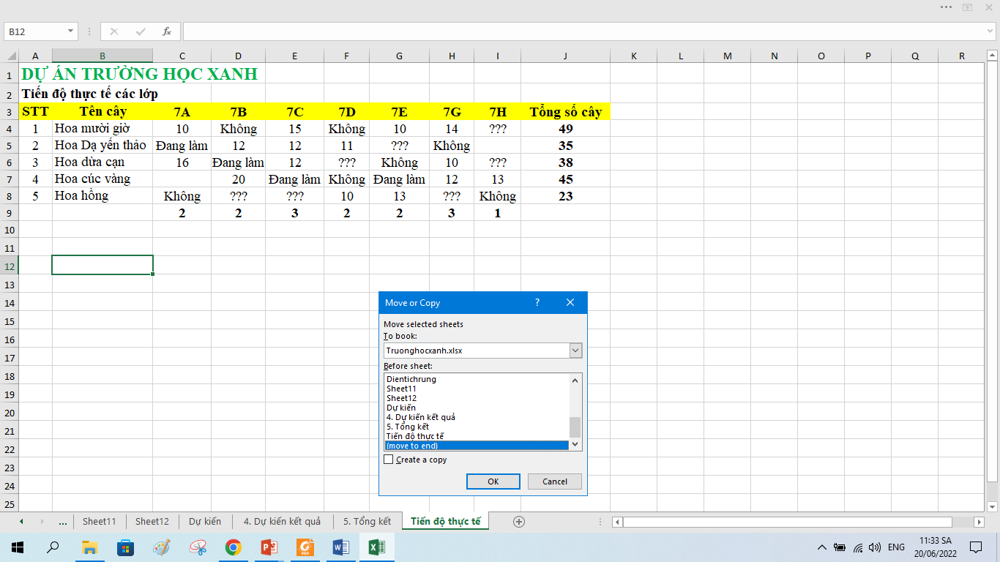 B12
fx
A B C D E F G H I J K L M N O P Q R
1 DỰ ÁN TRƯỜNG HỌC XANH
2 Tiến độ thực tế các lớp
3 STT Tên cây 7A 7B 7C 7D 7E 7G 7H Tổng số cây
4 1 Hoa mười giờ 10 Không 15 Không 10 14 ??? 49
5 2 Hoa Dạ yến thảo Đang làm 12 12 11 ??? Không 35
6 3 Hoa dừa cạn 16 Đang làm 12 ??? Không 10 ??? 38
7 4 Hoa cúc vàng 20 Đang làm Không Đang làm 12 13 45
8 5 Hoa hồng Không ??? ??? 10 13 ??? Không 23
9 2 2 3 2 2 3 1
10
11
12
13
14
15
16
17
18
19
20
21
22
23
24
25
Move or Copy ?
Move selected sheets
To book:
Truonghocxanh.xlsx
Before sheet:
Dientichrung
Sheet11
Sheet12
Dự kiến
4. Dự kiến kết quả
5. Tổng kết
Tiến độ thực tế
(move to end)
Create a copy
OK Cancel
... Sheet11 Sheet12 Dự kiến 4. Dự kiến kết quả 5. Tổng kết Tiến độ thực tế
ENG 11:33 SA
20/06/2022